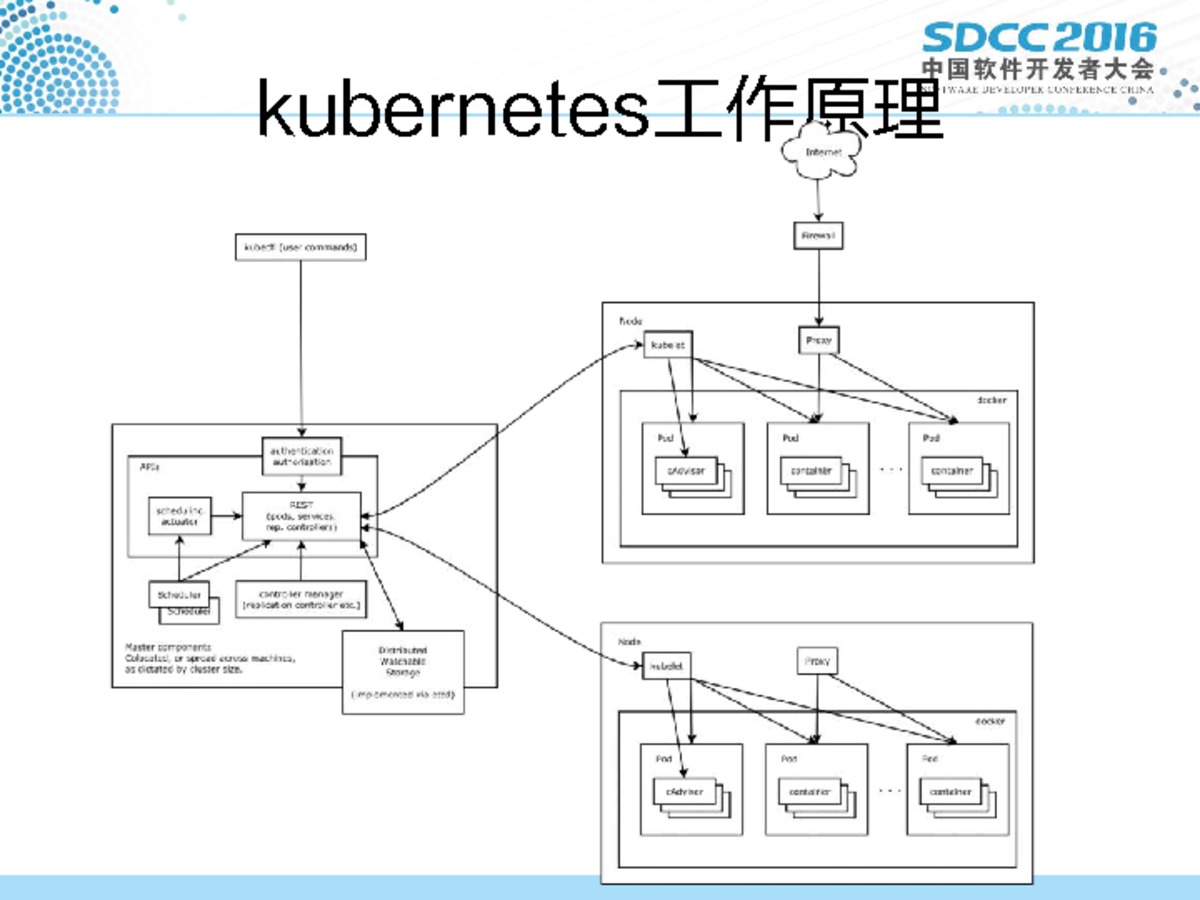 SDCC 2016
中国软件开发者大会
SOFTWARE DEVELOPER CONFERENCE CHINA
kubernetes工作原理
Internet
Firewall
kubectl (user commands)
Node
kubelet
Proxy
docker
Pod
Pod
Pod
cAdvisor
container
· · ·
container
authentication
authorisation
APIs
REST
(pods, services,
rep. controllers)
scheduling
actuator
Scheduler
Scheduler
controller manager
(replication controller etc.)
Master components
Colocated, or spread across machines,
as dictated by cluster size.
Distributed
Watchable
Storage
(implemented via etcd)
Node
kubelet
Proxy
docker
Pod
Pod
Pod
cAdvisor
container
· · ·
container